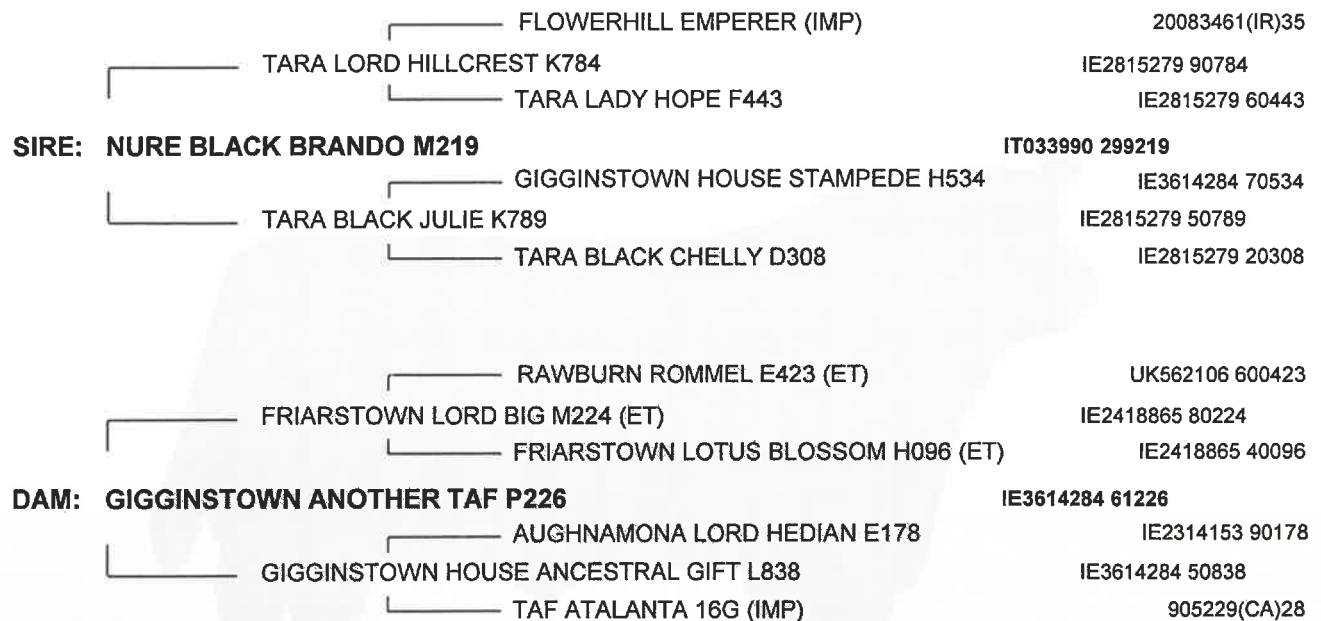 FLOWERHILL EMPERER (IMP) 20083461(IR)35
TARA LORD HILLCREST K784 IE2815279 90784
TARA LADY HOPE F443 IE2815279 60443
SIRE: NURE BLACK BRANDO M219 IT033990 299219
GIGGINSTOWN HOUSE STAMPEDE H534 IE3614284 70534
TARA BLACK JULIE K789 IE2815279 50789
TARA BLACK CHELLY D308 IE2815279 20308
RAWBURN ROMMEL E423 (ET) UK562106 600423
FRIARSTOWN LORD BIG M224 (ET) IE2418865 80224
FRIARSTOWN LOTUS BLOSSOM H096 (ET) IE2418865 40096
DAM: GIGGINSTOWN ANOTHER TAF P226 IE3614284 61226
AUGHNAMONA LORD HEDIAN E178 IE2314153 90178
GIGGINSTOWN HOUSE ANCESTRAL GIFT L838 IE3614284 50838
TAF ATALANTA 16G (IMP) 905229(CA)28